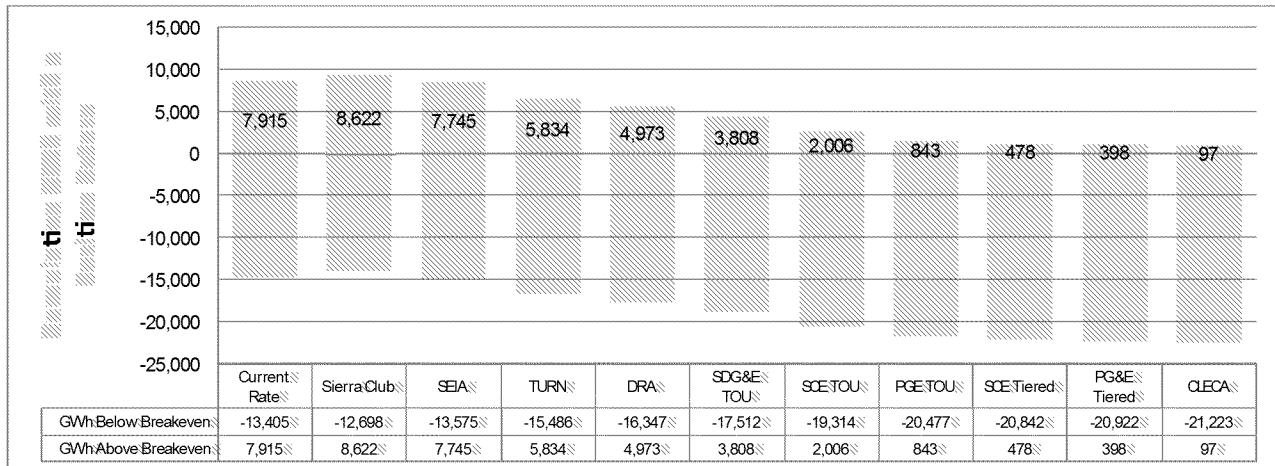 15,000
10,000
5,000
0
-5,000
-10,000
-15,000
-20,000
-25,000
7,915 8,622 7,745 5,834 4,973 3,808 2,006 843 478 398 97
ti
ti
Current Rate Sierra Club SEIA TURN DRA SDG&E TOU SCE TOU PGE TOU SCE Tiered PG&E Tiered CLECA
GWh Below Breakeven -13,405 -12,698 -13,575 -15,486 -16,347 -17,512 -19,314 -20,477 -20,842 -20,922 -21,223
GWh Above Breakeven 7,915 8,622 7,745 5,834 4,973 3,808 2,006 843 478 398 97